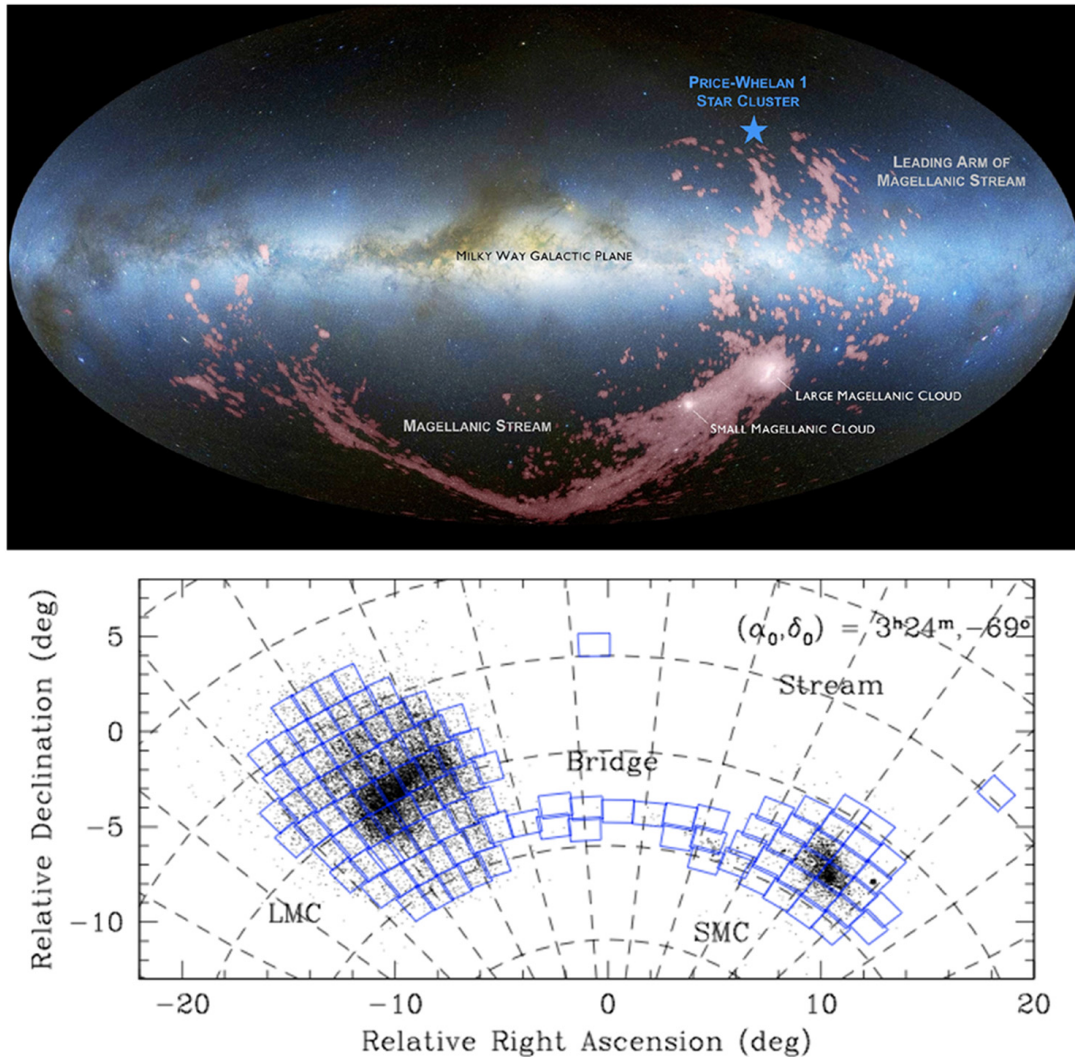 PRICE-WHELAN 1
STAR CLUSTER
LEADING ARM OF
MAGELLANIC STREAM
MILKY WAY GALACTIC PLANE
LARGE MAGELLANIC CLOUD
MAGELLANIC STREAM
SMALL MAGELLANIC CLOUD
(α₀,δ₀) = 3ʰ24ᵐ,−69°
Stream
Bridge
LMC
SMC
5
0
−5
−10
Relative Declination (deg)
−20
−10
0
10
20
Relative Right Ascension (deg)